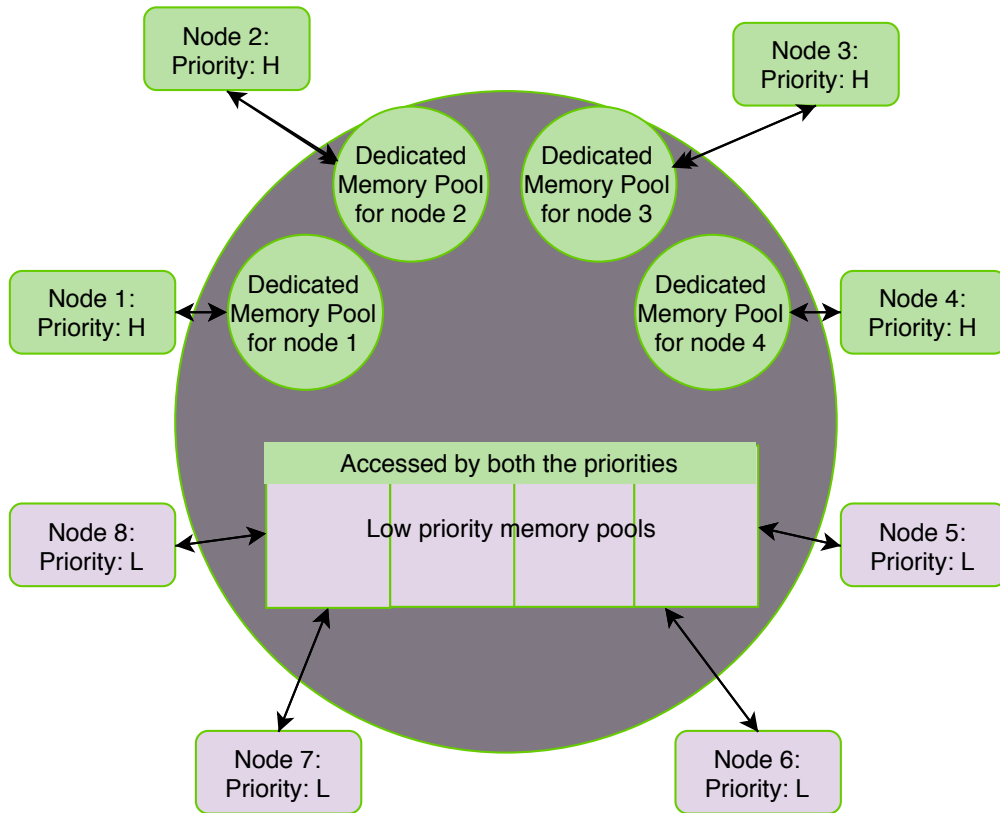 Node 2:
Priority: H
Node 3:
Priority: H
Dedicated
Memory Pool
for node 2
Dedicated
Memory Pool
for node 3
Node 1:
Priority: H
Dedicated
Memory Pool
for node 1
Dedicated
Memory Pool
for node 4
Node 4:
Priority: H
Accessed by both the priorities
Low priority memory pools
Node 8:
Priority: L
Node 5:
Priority: L
Node 7:
Priority: L
Node 6:
Priority: L